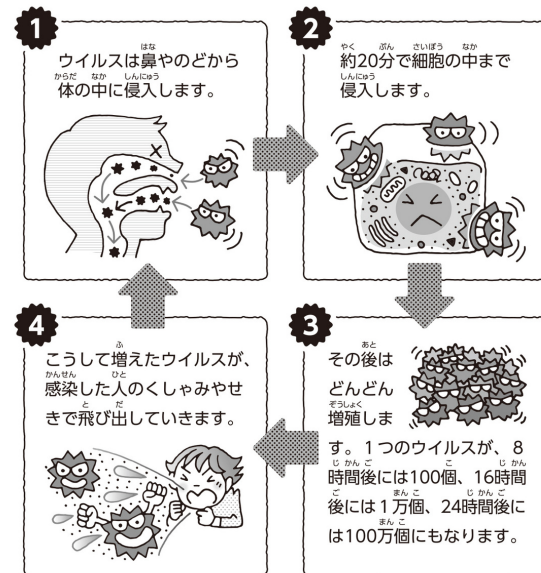 1
ウイルスは鼻やのどから
体の中に侵入します。
2
約20分で細胞の中まで
侵入します。
3
その後は
どんどん
増殖しま
す。1つのウイルスが、8
時間後には100個、16時間
後には1万個、24時間後に
は100万個にもなります。
4
こうして増えたウイルスが、
感染した人のくしゃみやせ
きで飛び出していきます。